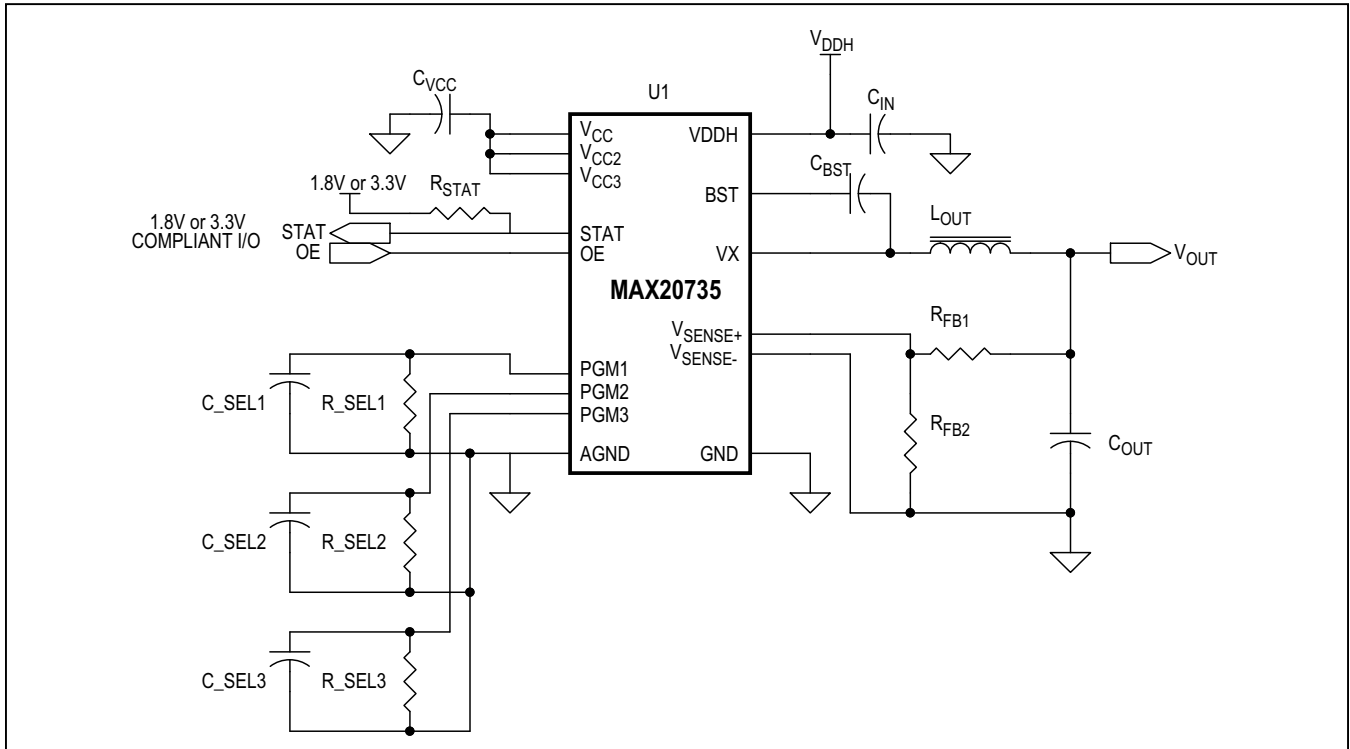 V_DDH
C_VCC
U1
C_IN
V_CC
V_CC2
V_CC3
VDDH
C_BST
1.8V or 3.3V
R_STAT
BST
L_OUT
1.8V or 3.3V
COMPLIANT I/O
STAT
OE
STAT
OE
VX
V_OUT
MAX20735
V_SENSE+
V_SENSE-
R_FB1
PGM1
PGM2
PGM3
C_SEL1
R_SEL1
R_FB2
C_OUT
AGND
GND
C_SEL2
R_SEL2
C_SEL3
R_SEL3